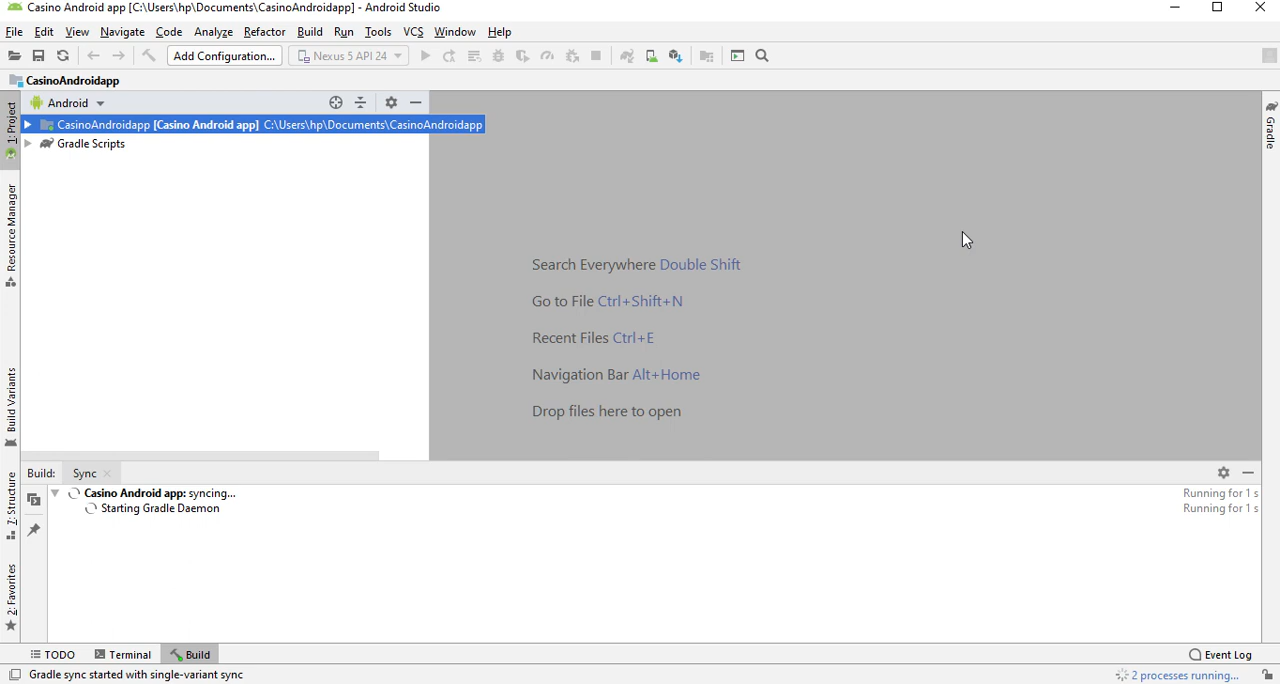 Casino Android app [C:\Users\hp\Documents\CasinoAndroidapp] - Android Studio
File Edit View Navigate Code Analyze Refactor Build Run Tools VCS Window Help
Add Configuration... Nexus 5 API 24
CasinoAndroidapp
1: Project
Android
CasinoAndroidapp [Casino Android app] C:\Users\hp\Documents\CasinoAndroidapp
Gradle Scripts
Gradle
Resource Manager
Search Everywhere Double Shift
Go to File Ctrl+Shift+N
Recent Files Ctrl+E
Navigation Bar Alt+Home
Drop files here to open
Build Variants
Build: Sync
Casino Android app: syncing... Running for 1 s
Starting Gradle Daemon Running for 1 s
7: Structure
2: Favorites
TODO Terminal Build Event Log
Gradle sync started with single-variant sync 2 processes running...